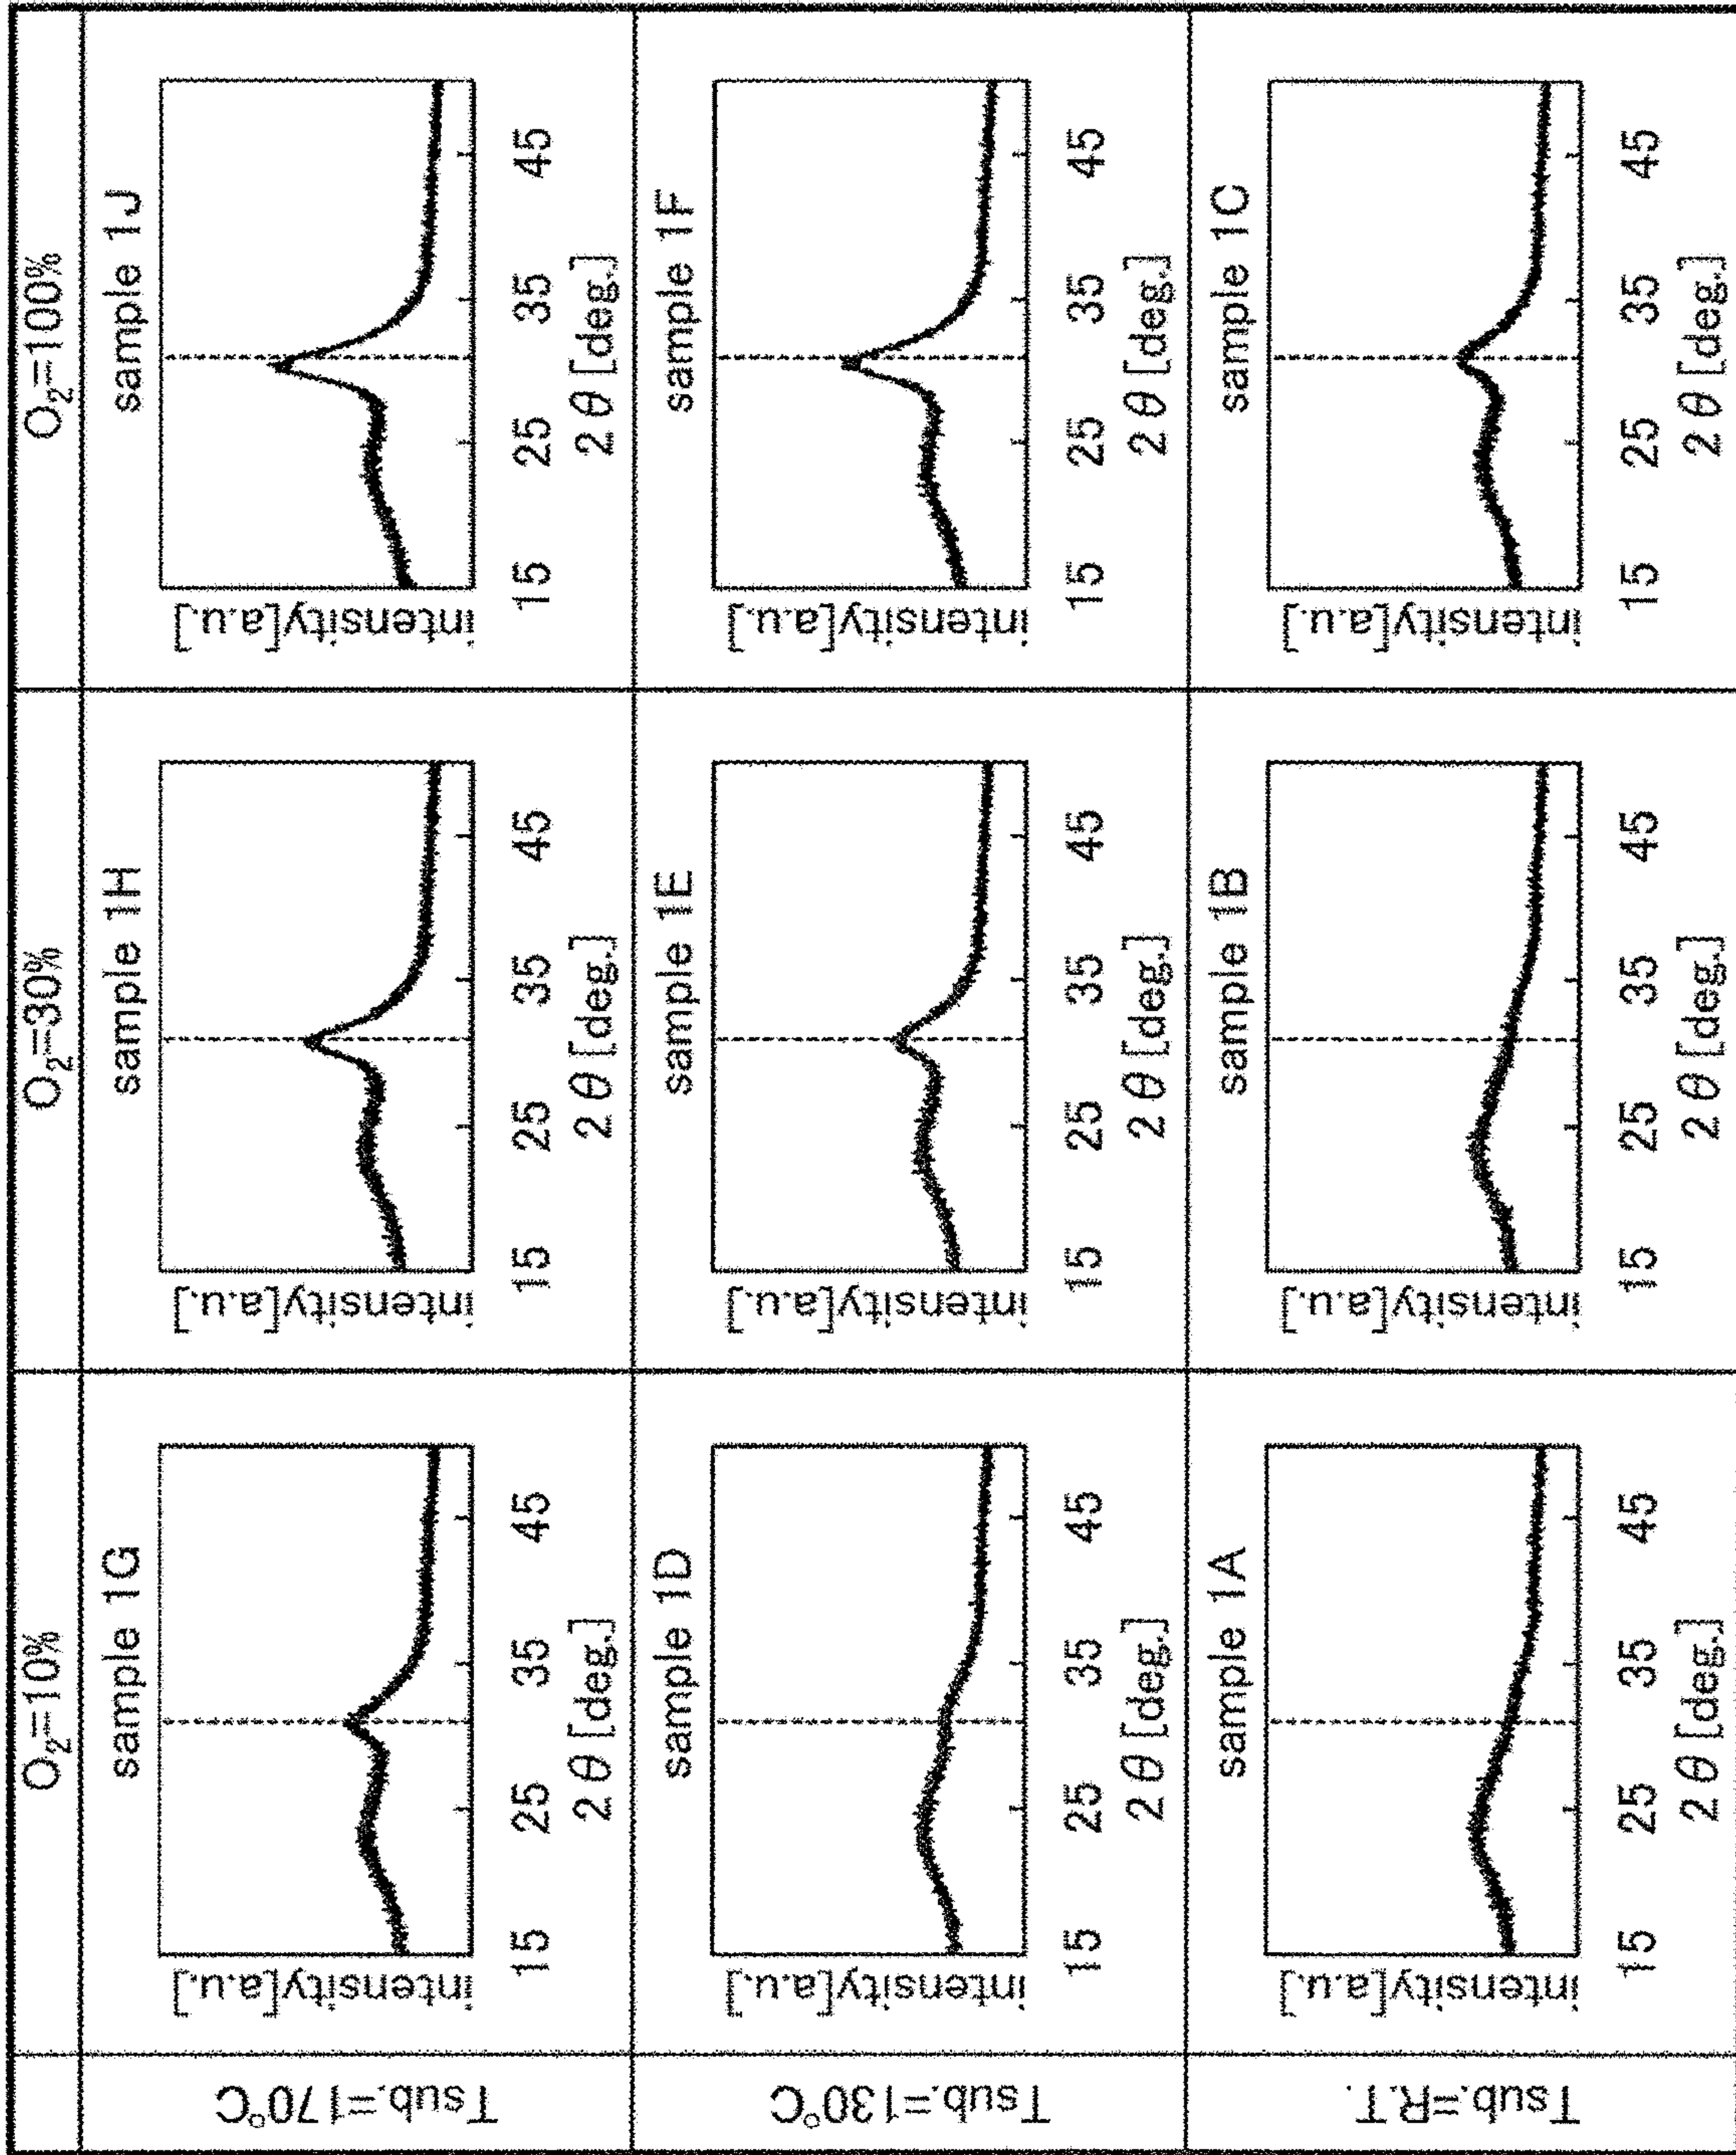 O₂=10%
O₂=30%
O₂=100%
Tsub.=170°C
sample 1G
intensity[a.u.]
15 25 35 45
2θ[deg.]
sample 1H
intensity[a.u.]
15 25 35 45
2θ[deg.]
sample 1J
intensity[a.u.]
15 25 35 45
2θ[deg.]
Tsub.=130°C
sample 1D
intensity[a.u.]
15 25 35 45
2θ[deg.]
sample 1E
intensity[a.u.]
15 25 35 45
2θ[deg.]
sample 1F
intensity[a.u.]
15 25 35 45
2θ[deg.]
Tsub.=R.T.
sample 1A
intensity[a.u.]
15 25 35 45
2θ[deg.]
sample 1B
intensity[a.u.]
15 25 35 45
2θ[deg.]
sample 1C
intensity[a.u.]
15 25 35 45
2θ[deg.]